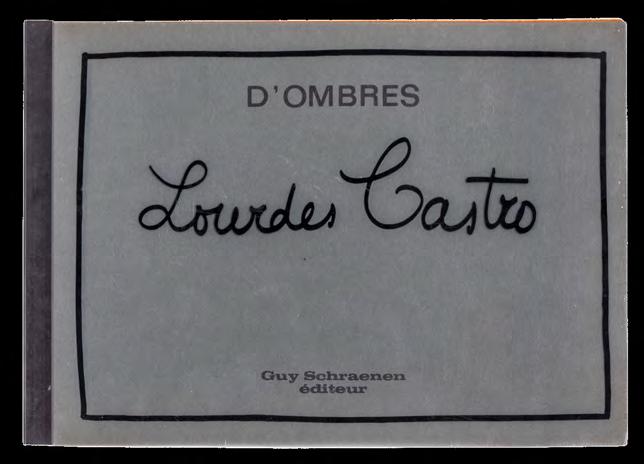 D'OMBRES
Lourdes Castro
Guy Schraenen
éditeur